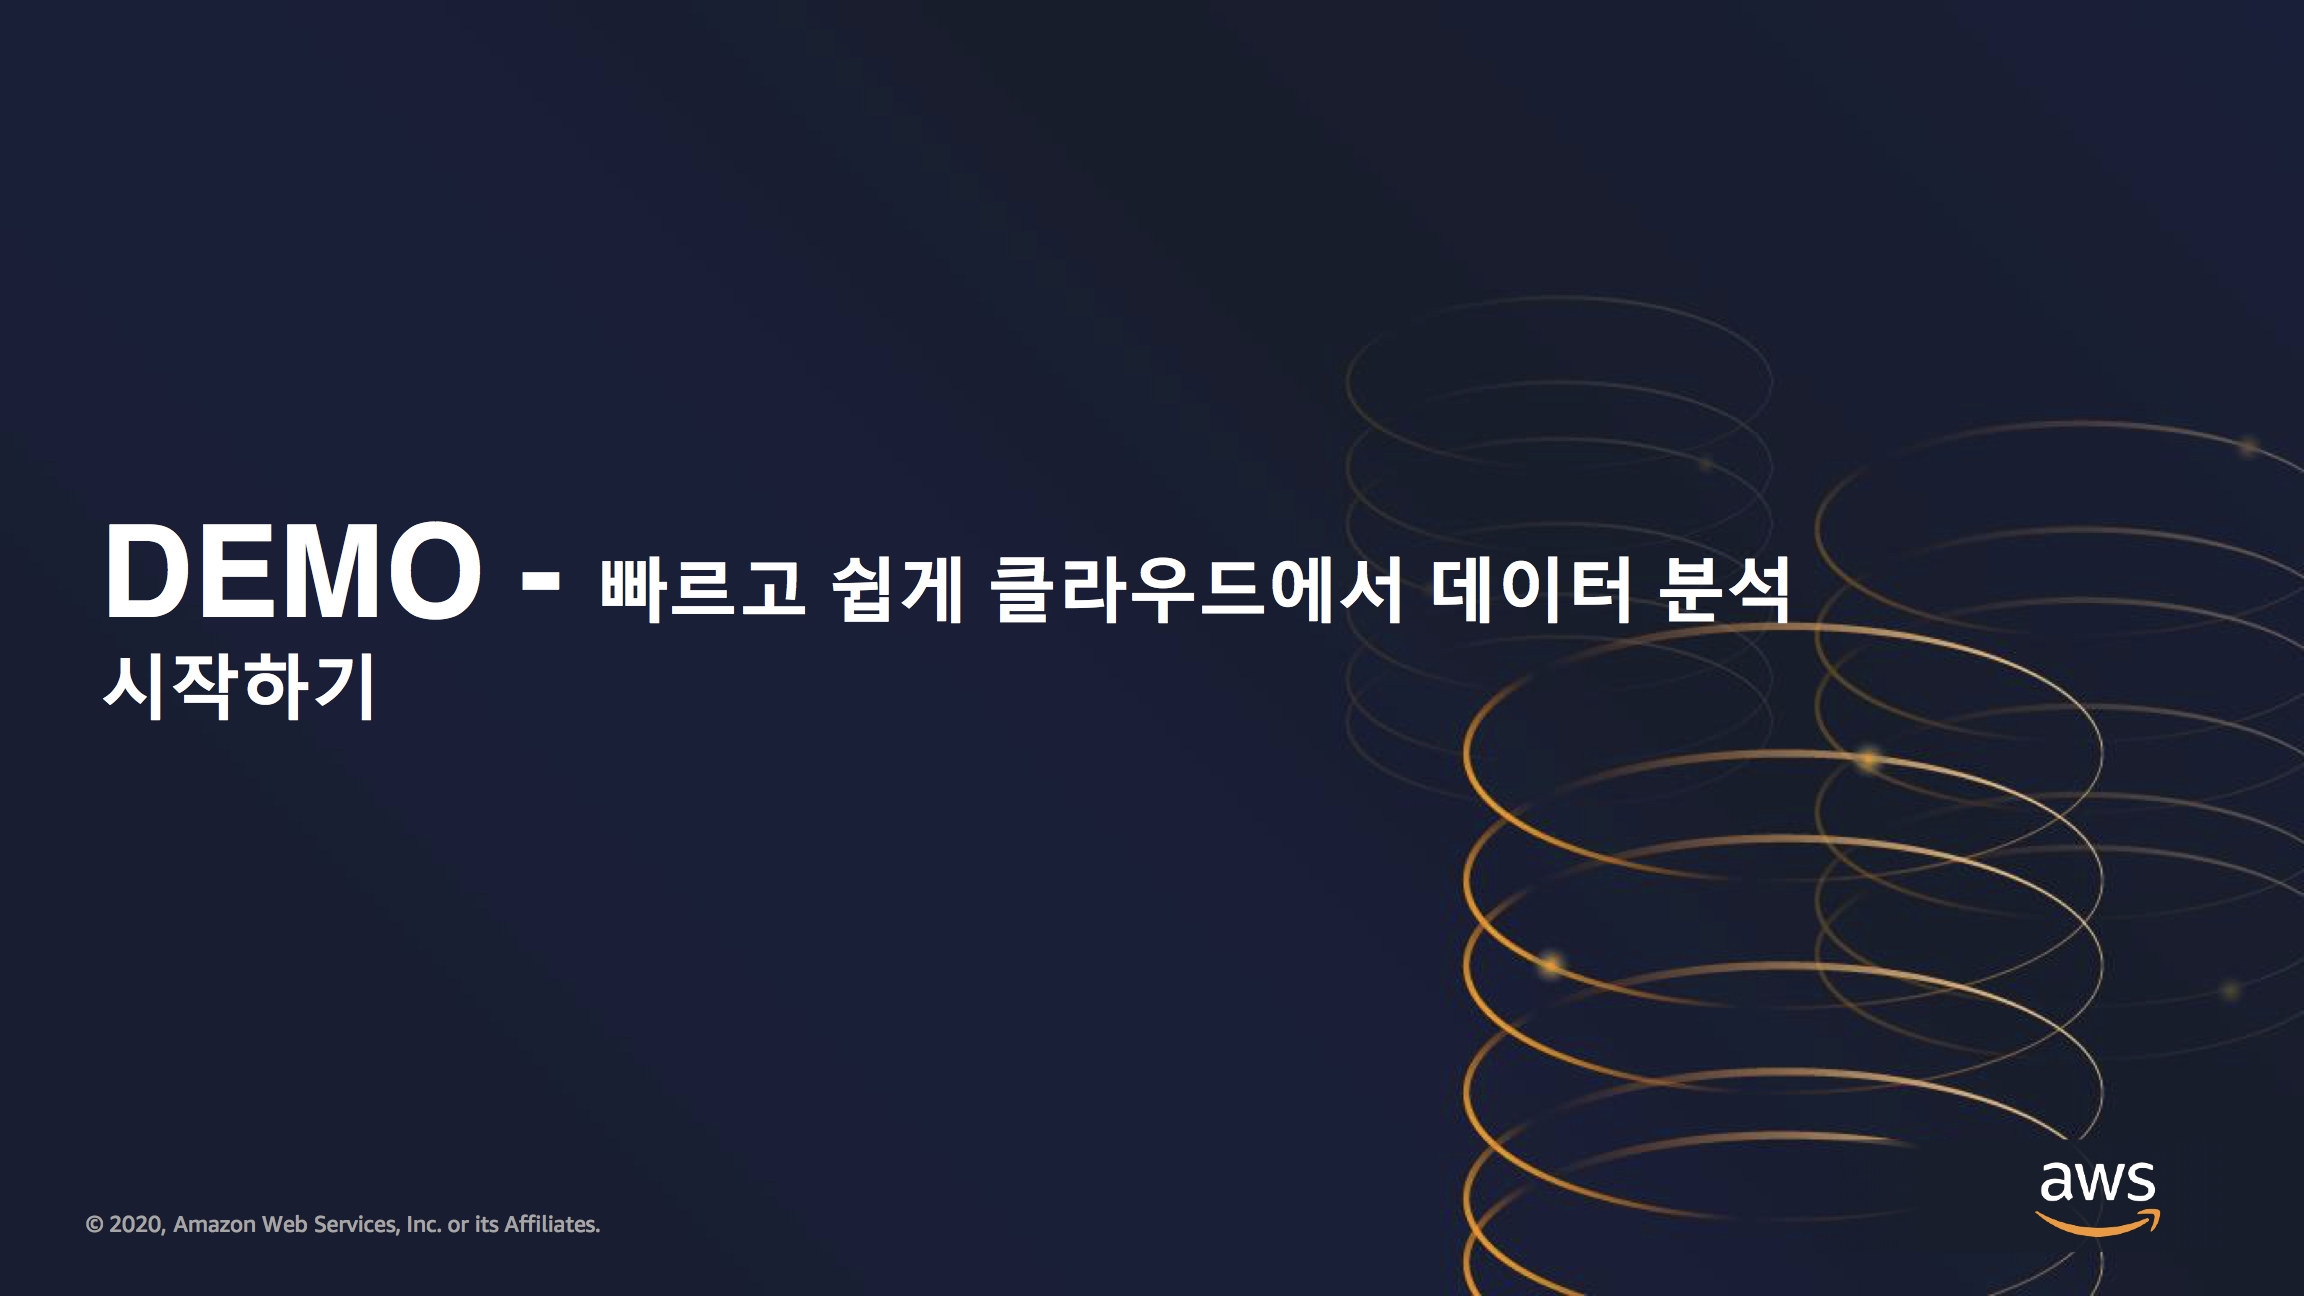 DEMO - 빠르고 쉽게 클라우드에서 데이터 분석
시작하기
© 2020, Amazon Web Services, Inc. or its Affiliates.
aws